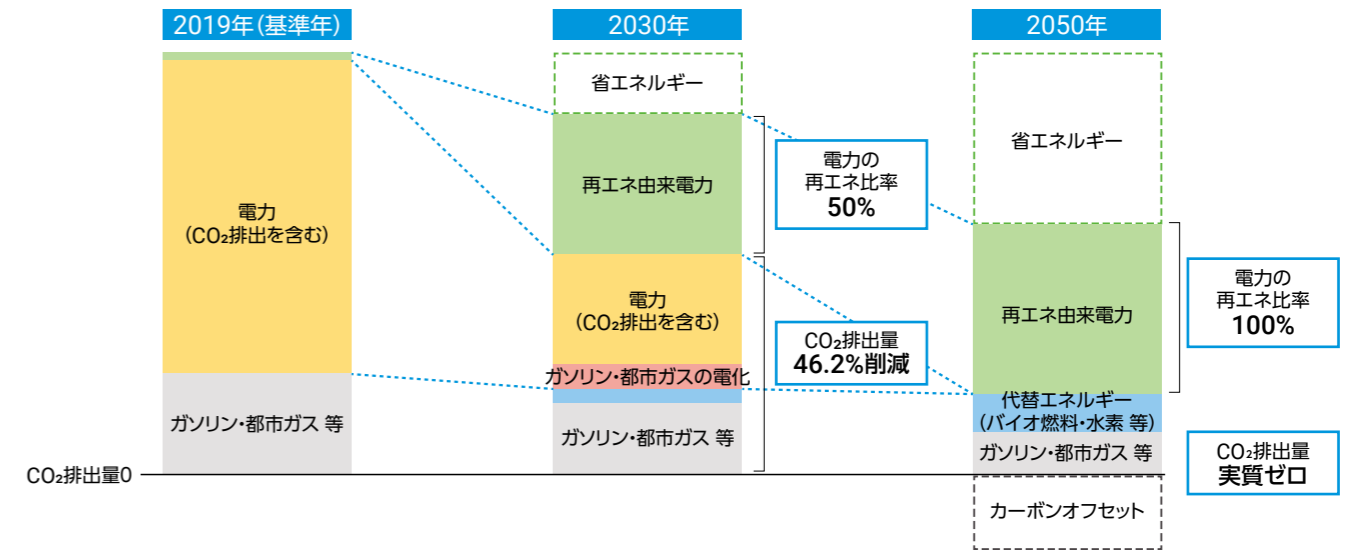 2019年（基準年）
2030年
2050年
電力
（CO₂排出を含む）
ガソリン・都市ガス 等
CO₂排出量0
省エネルギー
再エネ由来電力
電力
（CO₂排出を含む）
ガソリン・都市ガスの電化
ガソリン・都市ガス 等
電力の
再エネ比率
50%
CO₂排出量
46.2%削減
省エネルギー
再エネ由来電力
代替エネルギー
（バイオ燃料・水素 等）
ガソリン・都市ガス 等
カーボンオフセット
電力の
再エネ比率
100%
CO₂排出量
実質ゼロ